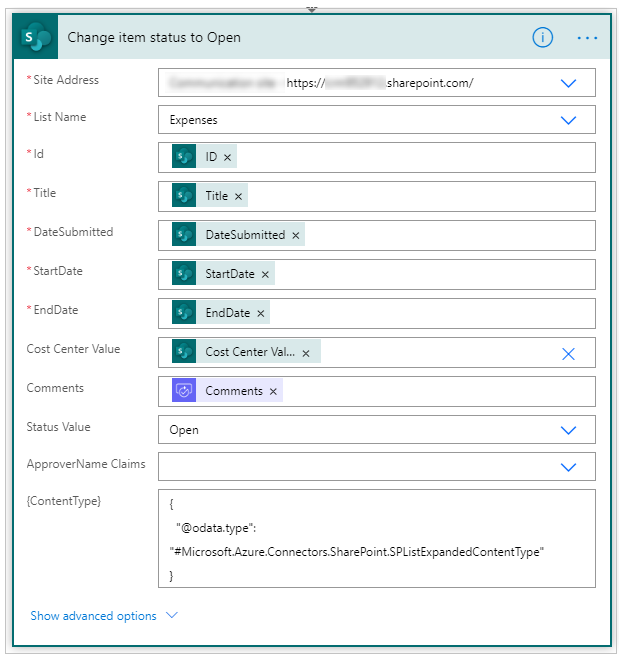 Change item status to Open
* Site Address
https:// .sharepoint.com/
* List Name
Expenses
* Id
ID ×
* Title
Title ×
* DateSubmitted
DateSubmitted ×
* StartDate
StartDate ×
* EndDate
EndDate ×
Cost Center Value
Cost Center Val... ×
Comments
Comments ×
Status Value
Open
ApproverName Claims
{ContentType}
{
"@odata.type":
"#Microsoft.Azure.Connectors.SharePoint.SPListExpandedContentType"
}
Show advanced options